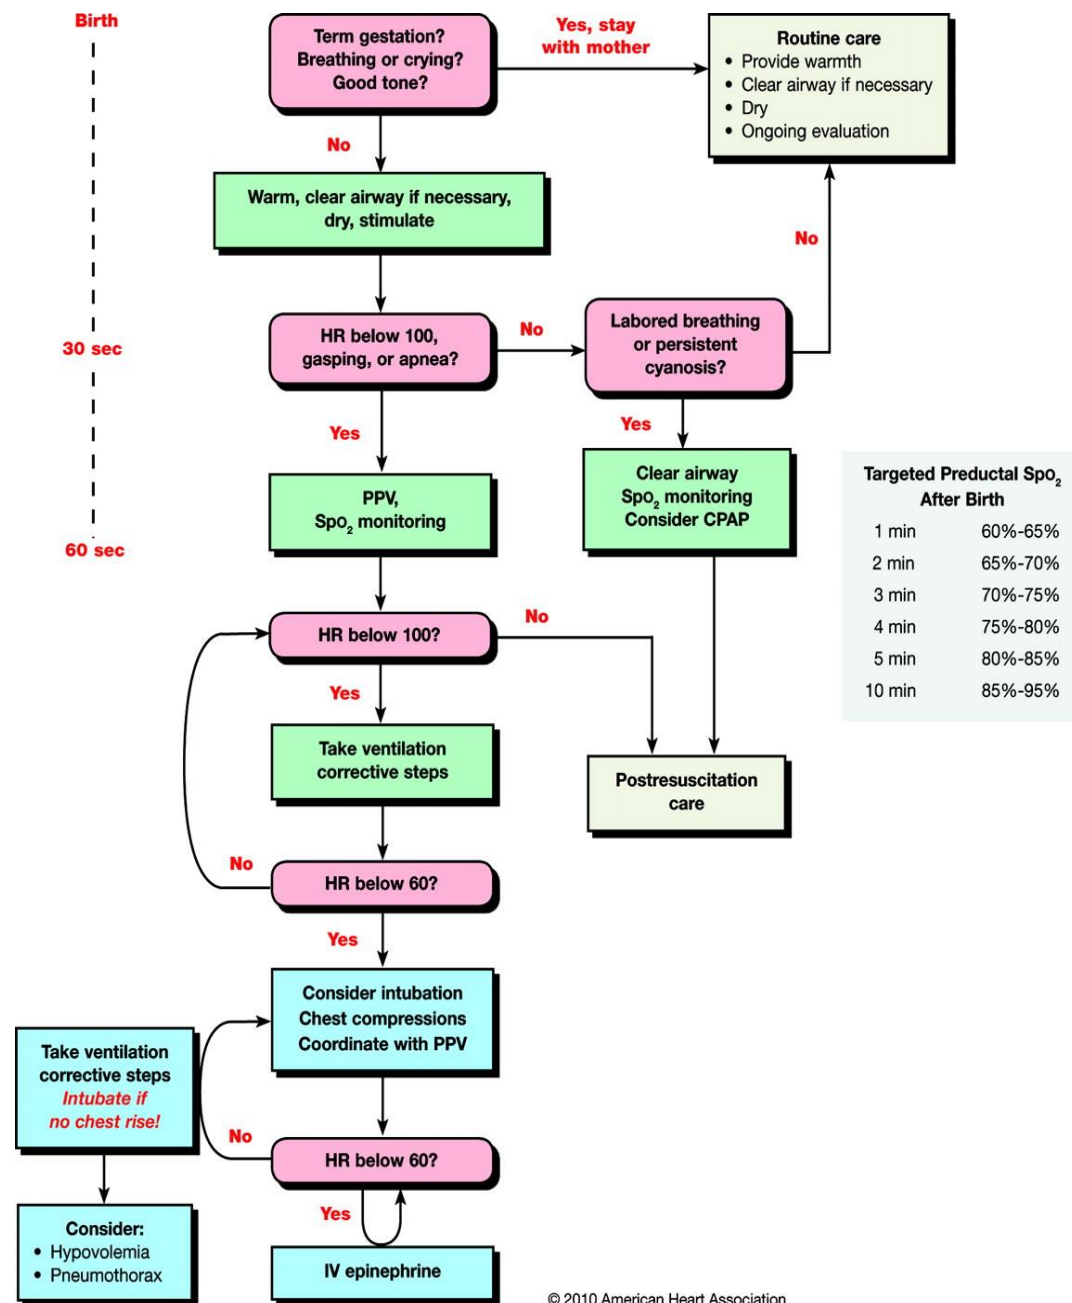 Birth
Term gestation?
Breathing or crying?
Good tone?
Yes, stay
with mother
Routine care
• Provide warmth
• Clear airway if necessary
• Dry
• Ongoing evaluation
No
Warm, clear airway if necessary,
dry, stimulate
No
30 sec
HR below 100,
gasping, or apnea?
No
Labored breathing
or persistent
cyanosis?
Yes
Yes
PPV,
SpO₂ monitoring
Clear airway
SpO₂ monitoring
Consider CPAP
60 sec
Targeted Preductal SpO₂
After Birth
1 min 60%-65%
2 min 65%-70%
3 min 70%-75%
4 min 75%-80%
5 min 80%-85%
10 min 85%-95%
HR below 100?
No
Yes
Take ventilation
corrective steps
Postresuscitation
care
No
HR below 60?
Yes
Consider intubation
Chest compressions
Coordinate with PPV
Take ventilation
corrective steps
Intubate if
no chest rise!
No
HR below 60?
Yes
Consider:
• Hypovolemia
• Pneumothorax
IV epinephrine
© 2010 American Heart Association